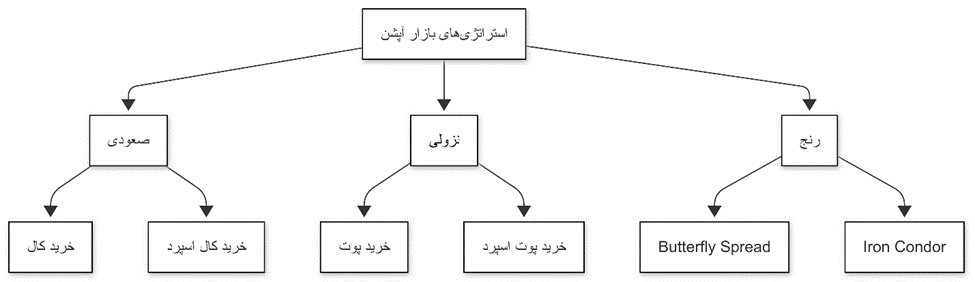 استراتژی‌های بازار آپشن
صعودی
نزولی
رنج
خرید کال
خرید کال اسپرد
خرید پوت
خرید پوت اسپرد
Butterfly Spread
Iron Condor